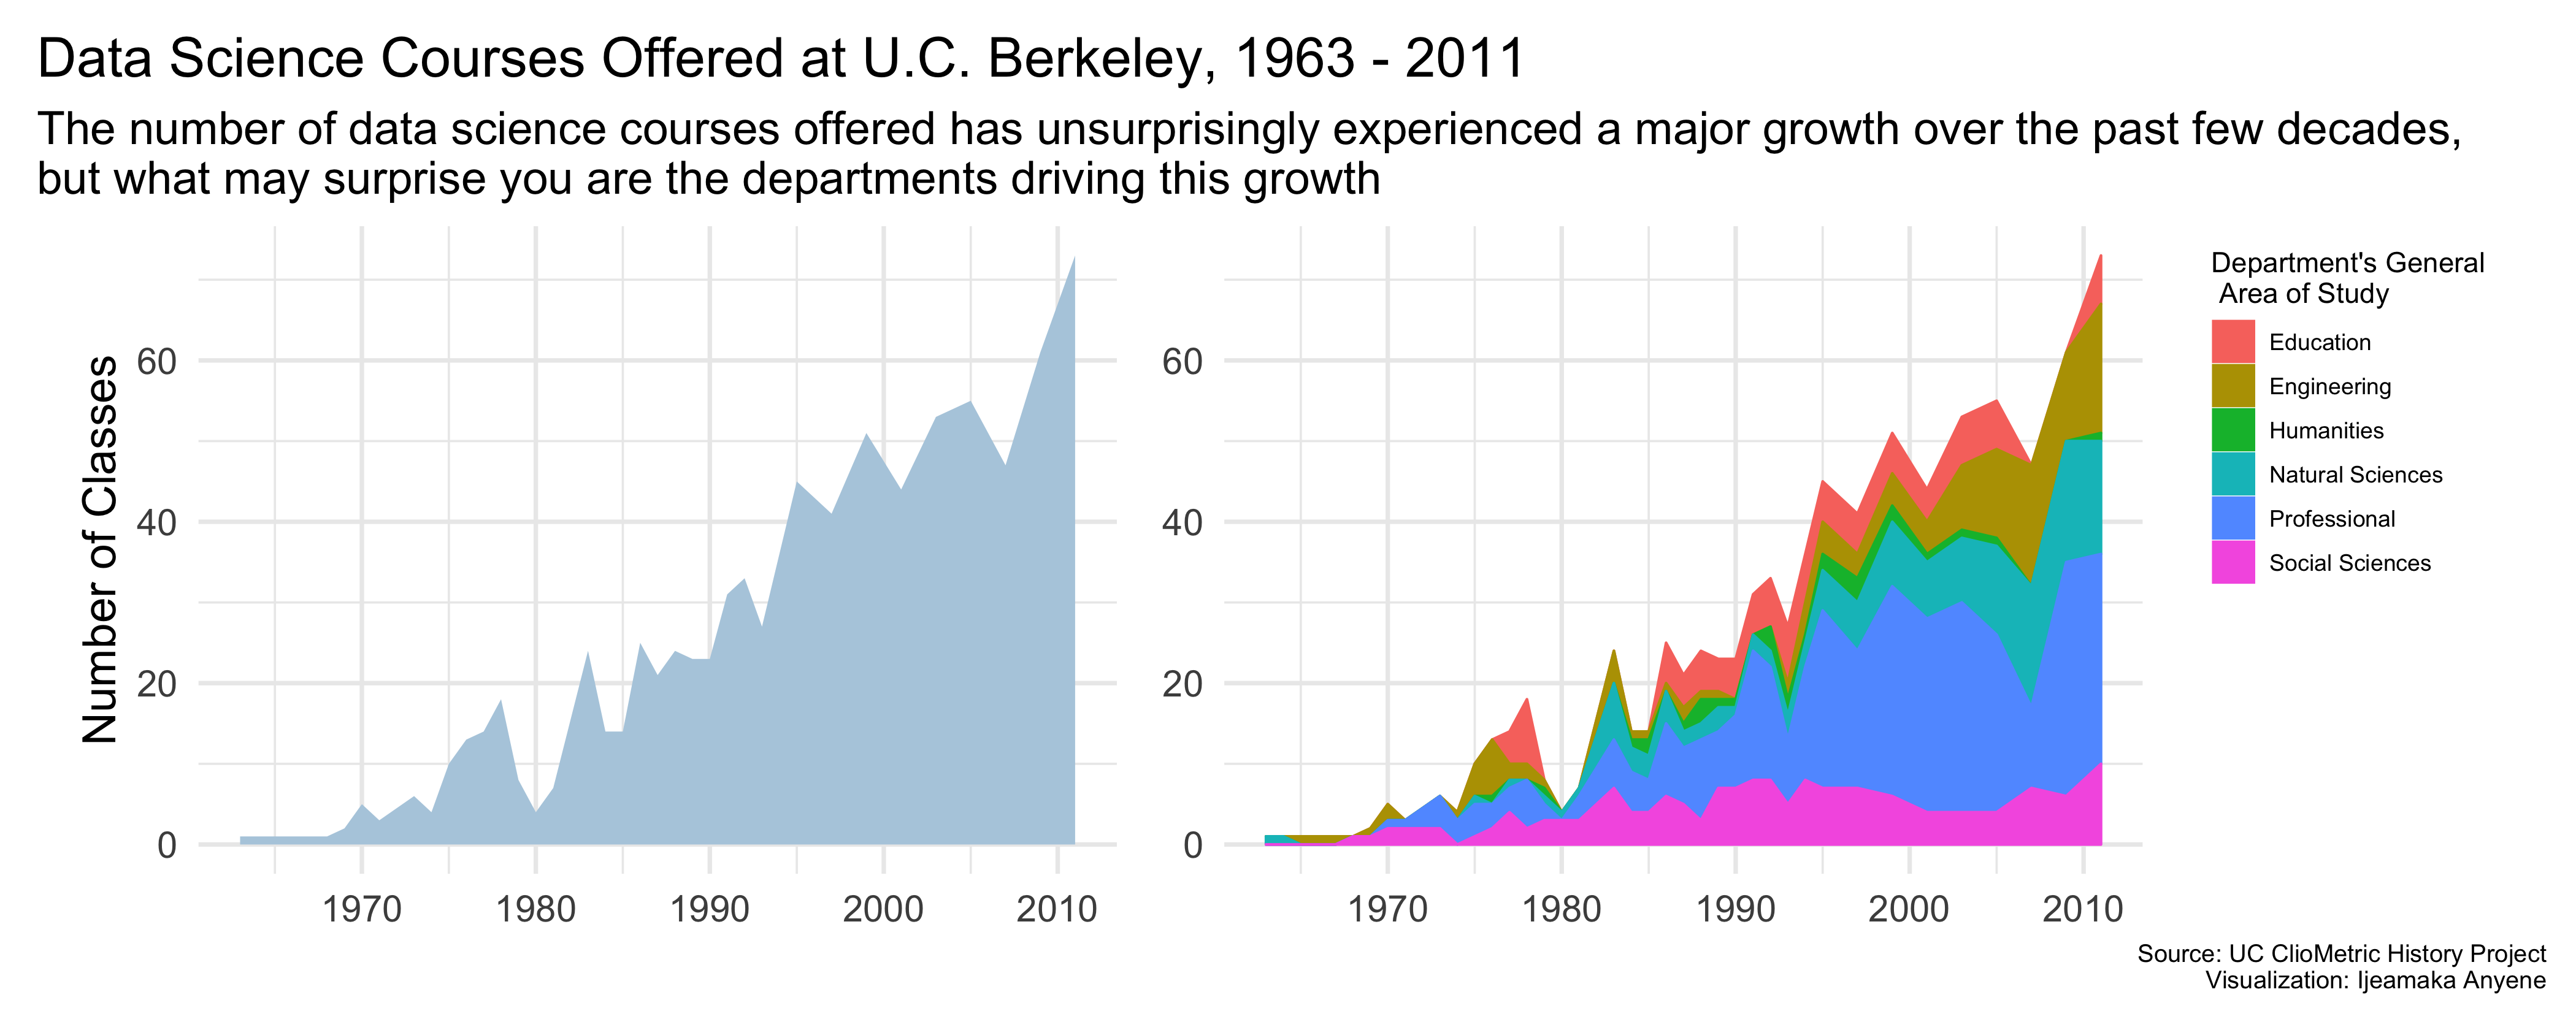 Data Science Courses Offered at U.C. Berkeley, 1963 - 2011
The number of data science courses offered has unsurprisingly experienced a major growth over the past few decades,
but what may surprise you are the departments driving this growth
Number of Classes
60
40
20
0
1970 1980 1990 2000 2010
60
40
20
0
1970 1980 1990 2000 2010
Department's General
Area of Study
Education
Engineering
Humanities
Natural Sciences
Professional
Social Sciences
Source: UC ClioMetric History Project
Visualization: Ijeamaka Anyene